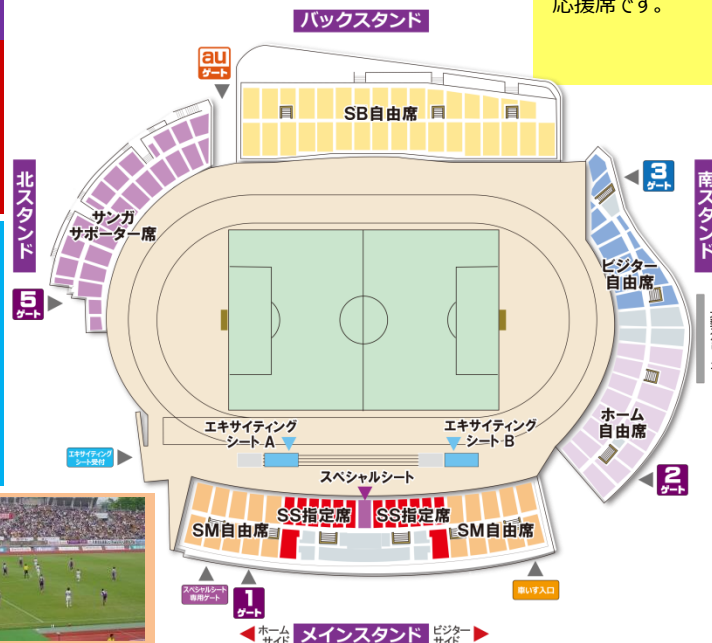 応援席です。
バックスタンド
au
ゲート
SB自由席
北スタンド
サンガ
サポーター席
3
ゲート
南スタンド
ビジター
自由席
5
ゲート
ホーム
自由席
エキサイティング
シート A
エキサイティング
シート B
エキサイティング
シート受付
スペシャルシート
2
ゲート
SS指定席
SS指定席
SM自由席
SM自由席
スペシャルシート
専用ゲート
1
ゲート
車いす入口
ホーム
サイド
メインスタンド
ビジター
サイド